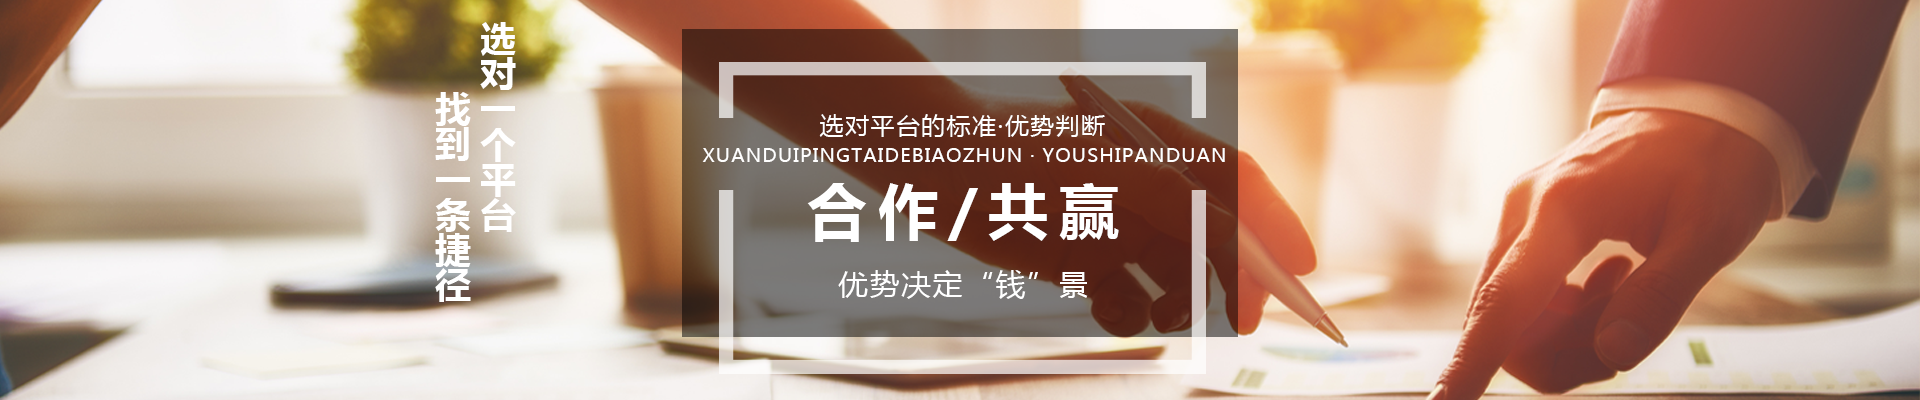 选对一个平台
找到一条捷径
选对平台的标准·优势判断
XUANDUIPINGTAIDEBIAOZHUN · YOUSHIPANDUAN
合作/共赢
优势决定“钱”景